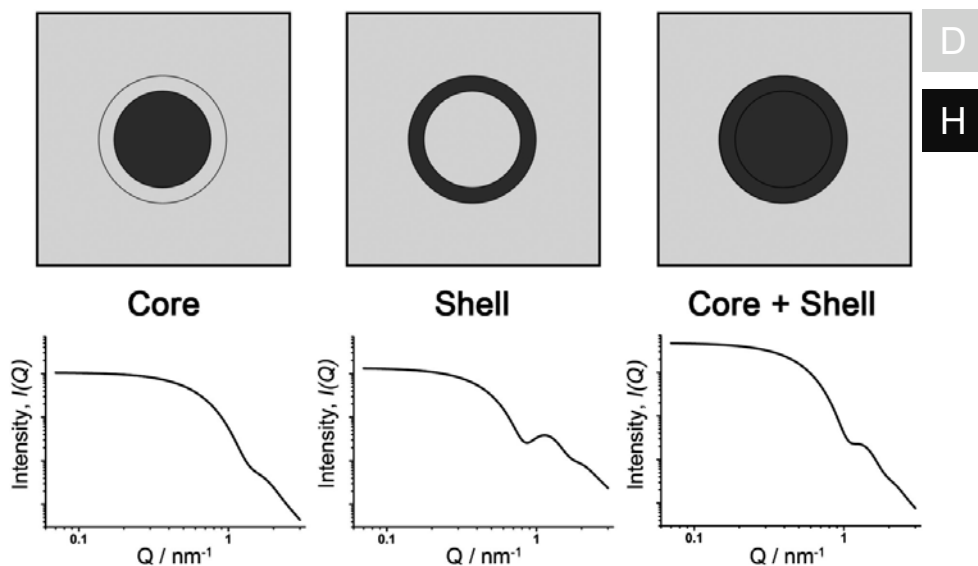 D
H
Core
Shell
Core + Shell
Intensity, I(Q)
0.1
1
Q / nm⁻¹
Intensity, I(Q)
0.1
1
Q / nm⁻¹
Intensity, I(Q)
0.1
1
Q / nm⁻¹